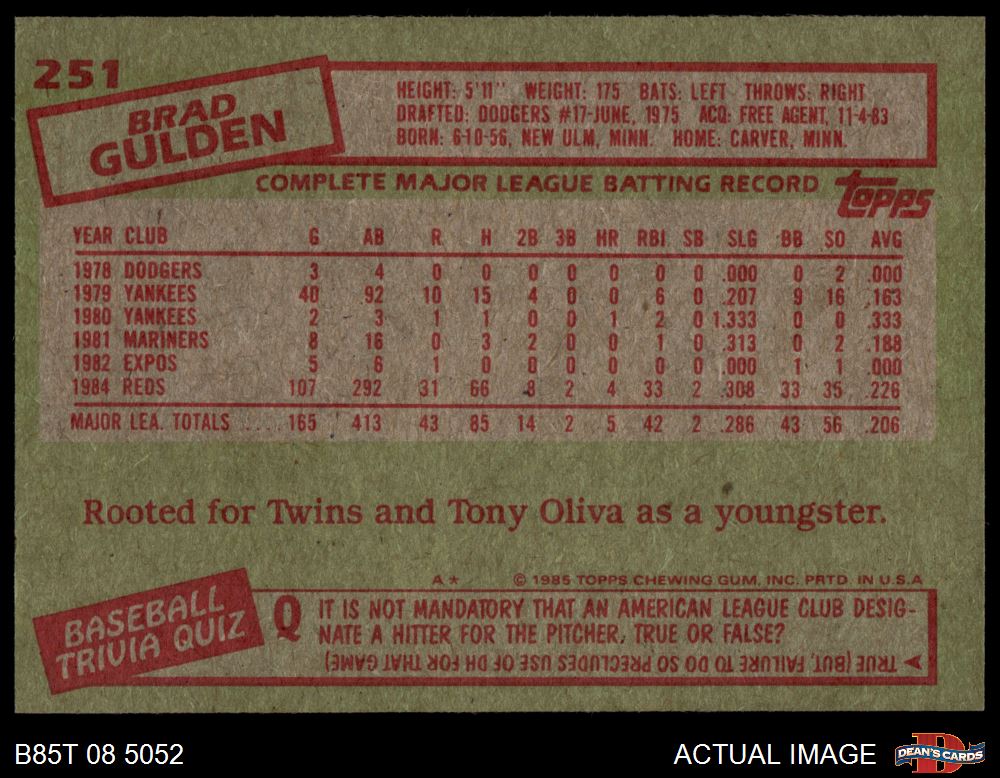 251
BRAD
GULDEN
HEIGHT: 5'11" WEIGHT: 175 BATS: LEFT THROWS: RIGHT
DRAFTED: DODGERS #17-JUNE, 1975 ACQ: FREE AGENT, 11-4-83
BORN: 6-10-56, NEW ULM, MINN. HOME: CARVER, MINN.
COMPLETE MAJOR LEAGUE BATTING RECORD
topps
YEAR CLUB G AB R H 2B 3B HR RBI SB SLG BB SO AVG
1978 DODGERS 3 4 0 0 0 0 0 0 0 .000 0 2 .000
1979 YANKEES 40 92 10 15 4 0 0 6 0 .207 9 16 .163
1980 YANKEES 2 3 1 1 0 0 1 2 0 1.333 0 0 .333
1981 MARINERS 8 16 0 3 2 0 0 1 0 .313 0 2 .188
1982 EXPOS 5 6 1 0 0 0 0 0 0 .000 1 1 .000
1984 REDS 107 292 31 66 8 2 4 33 2 .308 33 35 .226
MAJOR LEA. TOTALS .... 165 413 43 85 14 2 5 42 2 .286 43 56 .206
Rooted for Twins and Tony Oliva as a youngster.
A* © 1985 TOPPS CHEWING GUM, INC. PRTD. IN U.S.A
BASEBALL
TRIVIA QUIZ
Q IT IS NOT MANDATORY THAT AN AMERICAN LEAGUE CLUB DESIG-
NATE A HITTER FOR THE PITCHER, TRUE OR FALSE?
TRUE (BUT, FAILURE TO DO SO PRECLUDES USE OF DH FOR THAT GAME)
B85T 08 5052
ACTUAL IMAGE
D
DEAN'S CARDS